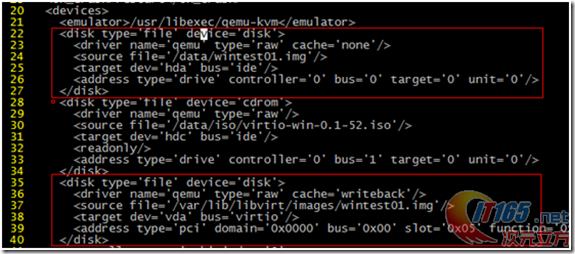 20 <devices>
21 <emulator>/usr/libexec/qemu-kvm</emulator>
22 <disk type='file' device='disk'>
23 <driver name='qemu' type='raw' cache='none'/>
24 <source file='/data/wintest01.img'/>
25 <target dev='hda' bus='ide'/>
26 <address type='drive' controller='0' bus='0' target='0' unit='0'/>
27 </disk>
28 <disk type='file' device='cdrom'>
29 <driver name='qemu' type='raw'/>
30 <source file='/data/iso/virtio-win-0.1-52.iso'/>
31 <target dev='hdc' bus='ide'/>
32 <readonly/>
33 <address type='drive' controller='0' bus='1' target='0' unit='0'/>
34 </disk>
35 <disk type='file' device='disk'>
36 <driver name='qemu' type='raw' cache='writeback'/>
37 <source file='/var/lib/libvirt/images/wintest01.img'/>
38 <target dev='vda' bus='virtio'/>
39 <address type='pci' domain='0x0000' bus='0x00' slot='0x05' function='0
40 </disk>
IT165.net
次元立方